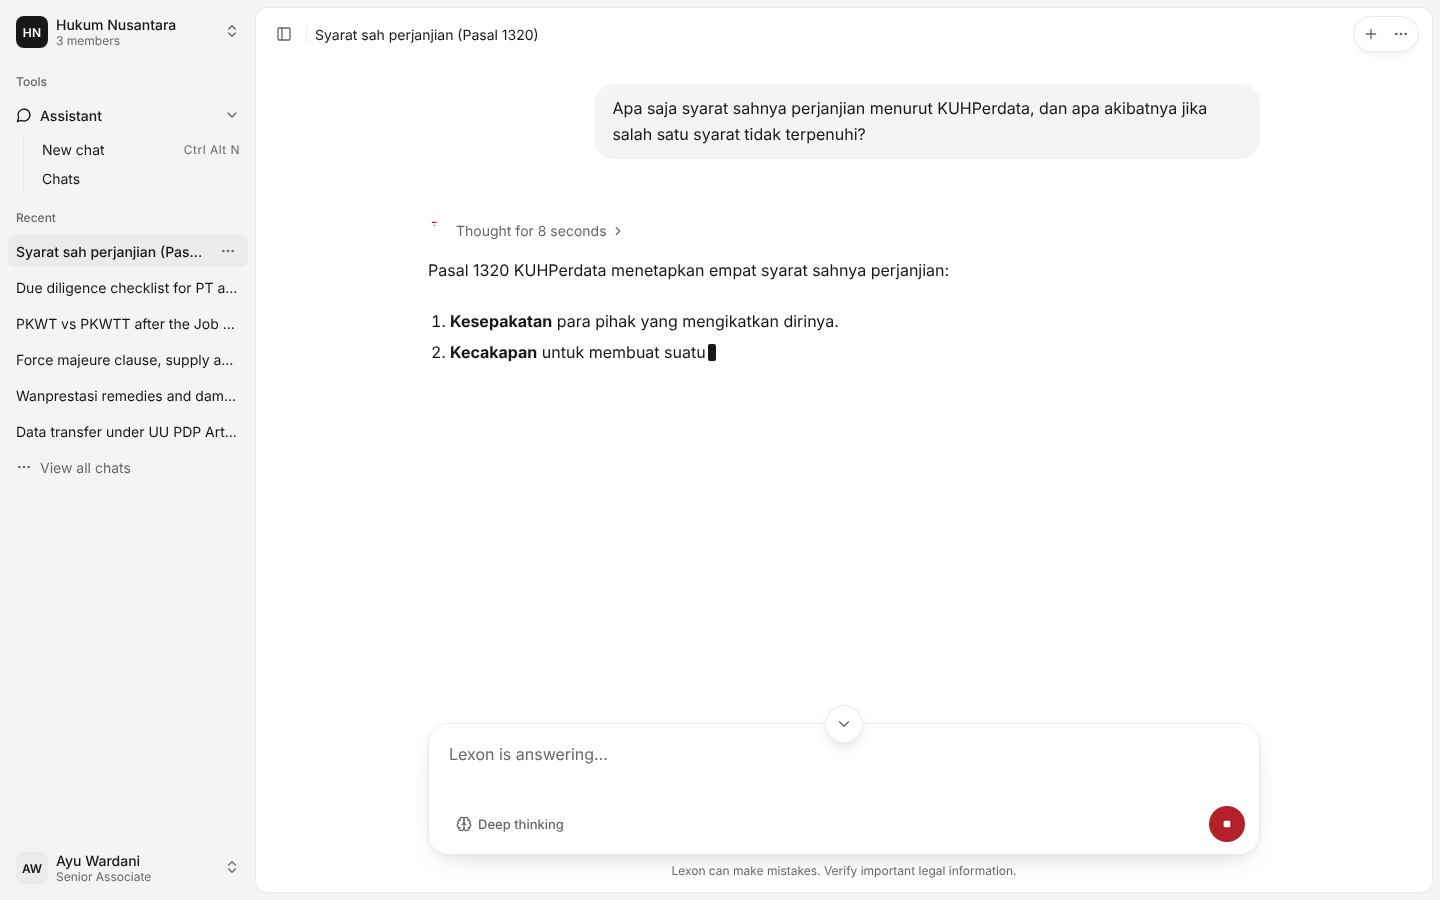 HN
Hukum Nusantara
3 members
Tools
Assistant
New chat
Ctrl Alt N
Chats
Recent
Syarat sah perjanjian (Pas...
Due diligence checklist for PT a...
PKWT vs PKWTT after the Job ...
Force majeure clause, supply a...
Wanprestasi remedies and dam...
Data transfer under UU PDP Art...
View all chats
AW
Ayu Wardani
Senior Associate
Syarat sah perjanjian (Pasal 1320)
Apa saja syarat sahnya perjanjian menurut KUHPerdata, dan apa akibatnya jika
salah satu syarat tidak terpenuhi?
Thought for 8 seconds
Pasal 1320 KUHPerdata menetapkan empat syarat sahnya perjanjian:
1. Kesepakatan para pihak yang mengikatkan dirinya.
2. Kecakapan untuk membuat suatu
Lexon is answering...
Deep thinking
Lexon can make mistakes. Verify important legal information.